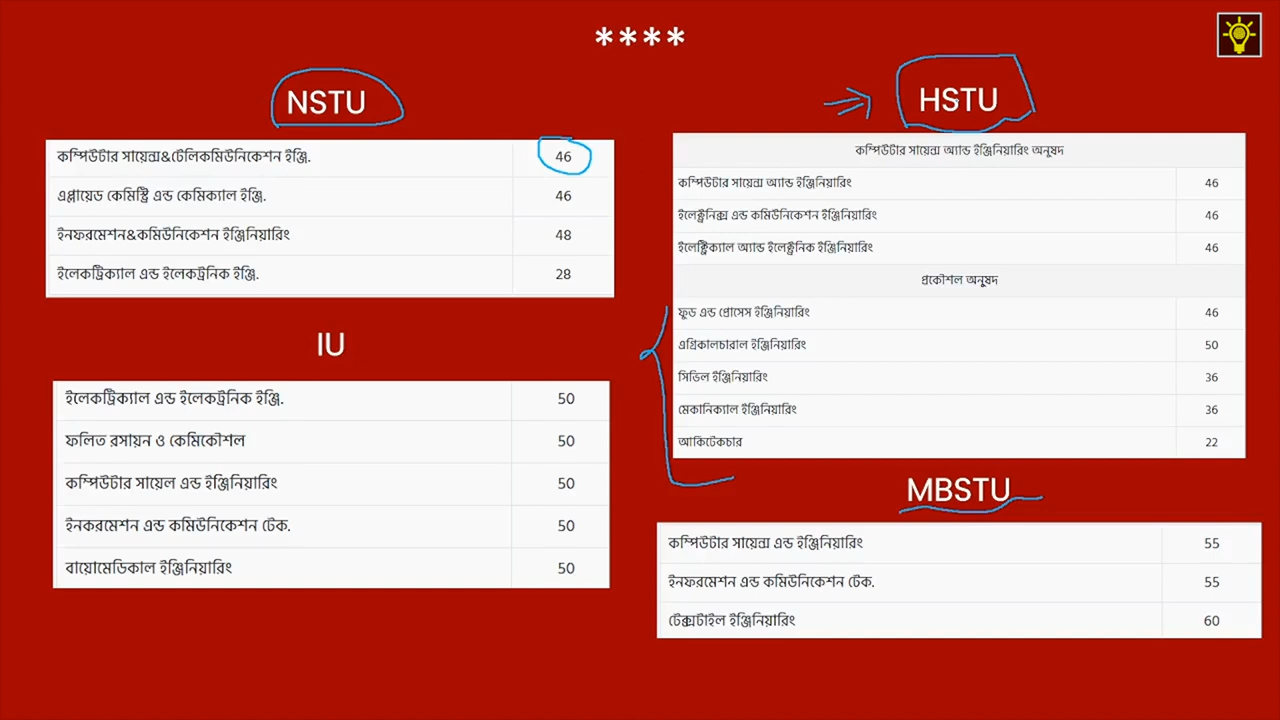 ****
NSTU
কম্পিউটার সায়েন্স&টেলিকমিউনিকেশন ইঞ্জি. 46
এপ্লায়েড কেমিস্ট্রি এন্ড কেমিক্যাল ইঞ্জি. 46
ইনফরমেশন&কমিউনিকেশন ইঞ্জিনিয়ারিং 48
ইলেকট্রিক্যাল এন্ড ইলেকট্রনিক ইঞ্জি. 28
IU
ইলেকট্রিক্যাল এন্ড ইলেকট্রনিক ইঞ্জি. 50
ফলিত রসায়ন ও কেমিকৌশল 50
কম্পিউটার সায়েল এন্ড ইঞ্জিনিয়ারিং 50
ইনকরমেশন এন্ড কমিউনিকেশন টেক. 50
বায়োমেডিকাল ইঞ্জিনিয়ারিং 50
HSTU
কম্পিউটার সায়েন্স অ্যান্ড ইঞ্জিনিয়ারিং অনুষদ
কম্পিউটার সায়েন্স অ্যান্ড ইঞ্জিনিয়ারিং 46
ইলেক্ট্রনিক্স এন্ড কমিউনিকেশন ইঞ্জিনিয়ারিং 46
ইলেক্ট্রিক্যাল অ্যান্ড ইলেক্ট্রনিক ইঞ্জিনিয়ারিং 46
প্রকৌশল অনুষদ
ফুড এন্ড প্রোসেস ইঞ্জিনিয়ারিং 46
এগ্রিকালচারাল ইঞ্জিনিয়ারিং 50
সিভিল ইঞ্জিনিয়ারিং 36
মেকানিক্যাল ইঞ্জিনিয়ারিং 36
আকিটেকচার 22
MBSTU
কম্পিউটার সায়েন্স এন্ড ইঞ্জিনিয়ারিং 55
ইনফরমেশন এন্ড কমিউনিকেশন টেক. 55
টেক্সটাইল ইঞ্জিনিয়ারিং 60